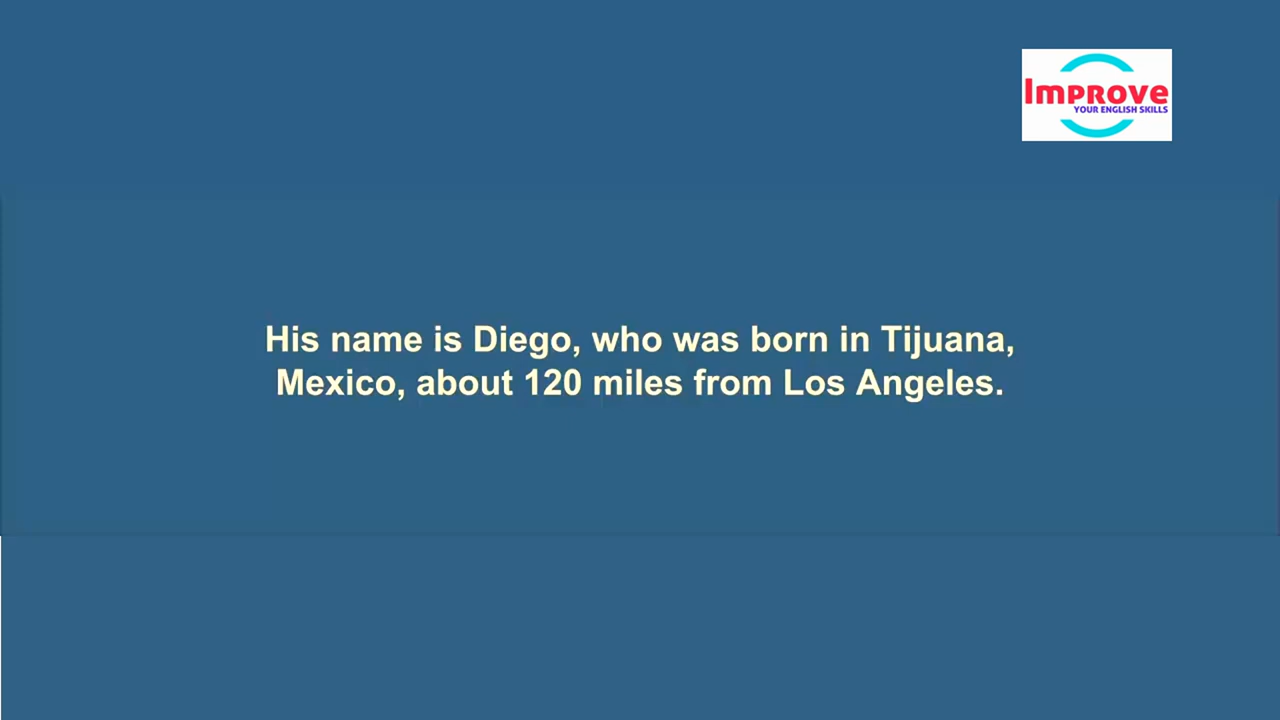 Improve
YOUR ENGLISH SKILLS
His name is Diego, who was born in Tijuana,
Mexico, about 120 miles from Los Angeles.